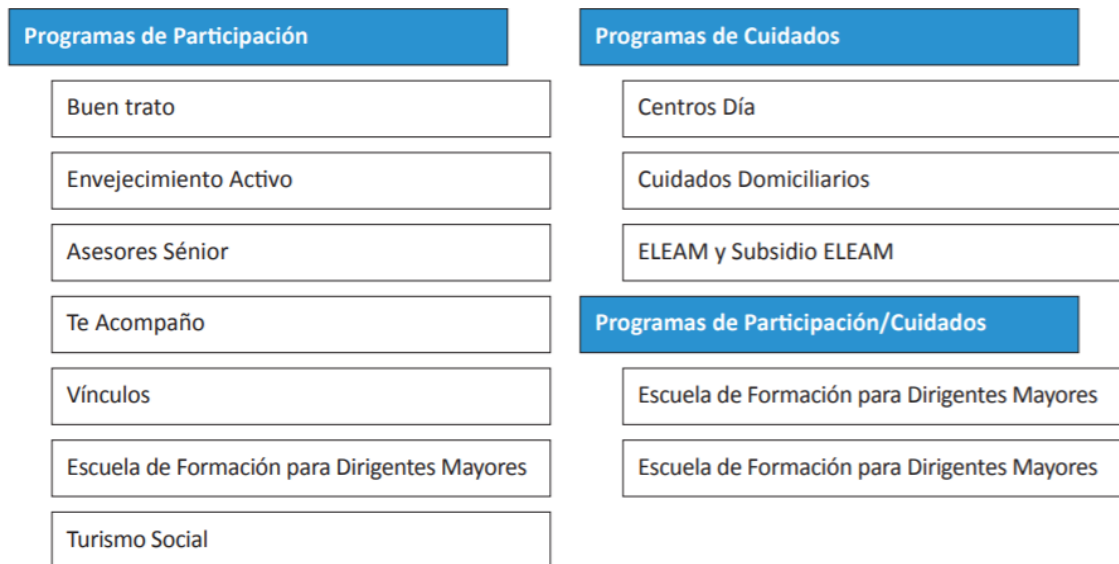 Programas de Participación
Buen trato
Envejecimiento Activo
Asesores Sénior
Te Acompaño
Vínculos
Escuela de Formación para Dirigentes Mayores
Turismo Social
Programas de Cuidados
Centros Día
Cuidados Domiciliarios
ELEAM y Subsidio ELEAM
Programas de Participación/Cuidados
Escuela de Formación para Dirigentes Mayores
Escuela de Formación para Dirigentes Mayores